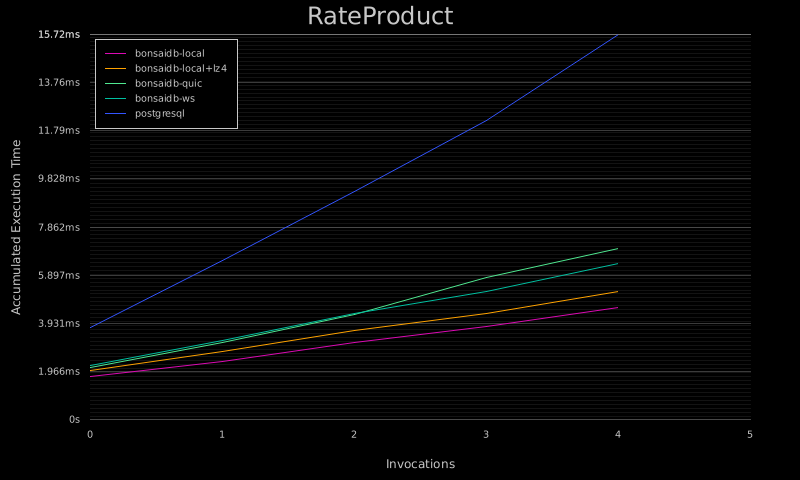 RateProduct
15.72ms
13.76ms
11.79ms
9.828ms
7.862ms
5.897ms
3.931ms
1.966ms
0s
bonsaidb-local
bonsaidb-local+lz4
bonsaidb-quic
bonsaidb-ws
postgresql
Accumulated Execution Time
0 1 2 3 4 5
Invocations